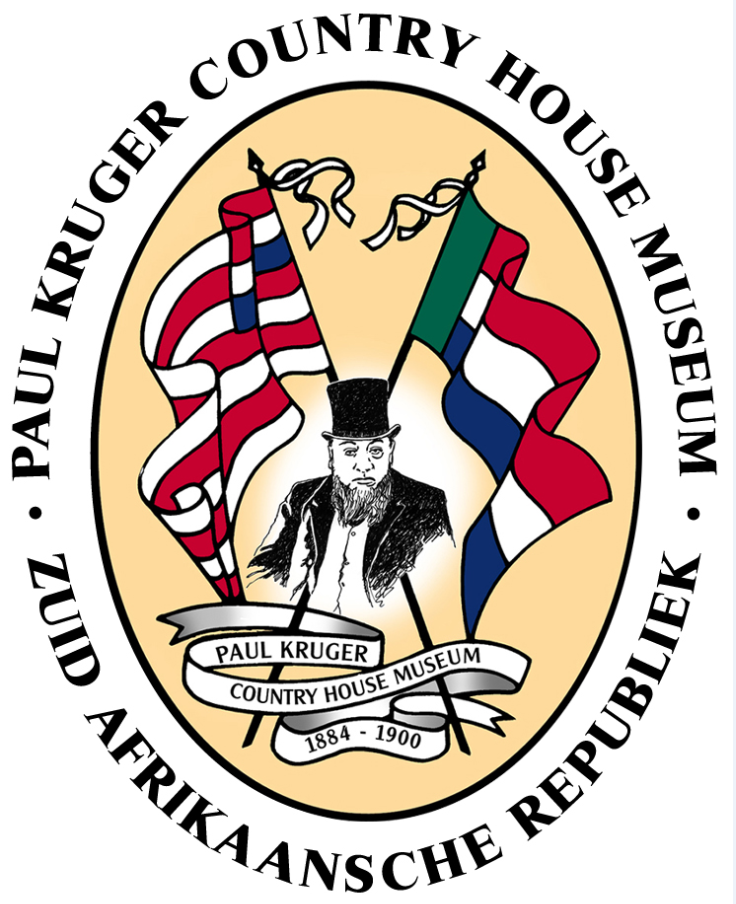 · PAUL KRUGER COUNTRY HOUSE MUSEUM ·
ZUID AFRIKAANSCHE REPUBLIEK
PAUL KRUGER
COUNTRY HOUSE MUSEUM
1884 - 1900